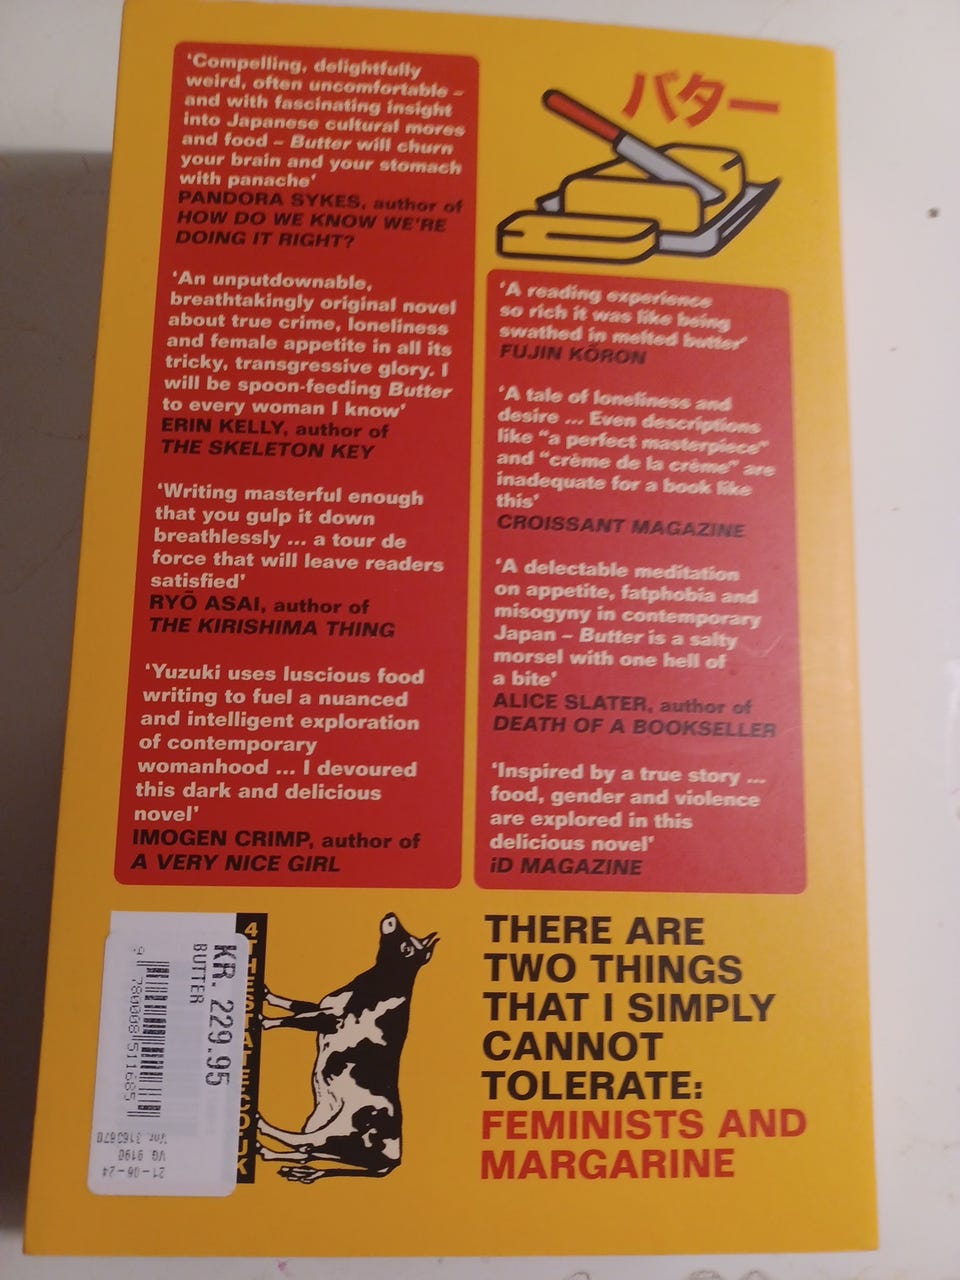 ‘Compelling, delightfully
weird, often uncomfortable –
and with fascinating insight
into Japanese cultural mores
and food – Butter will churn
your brain and your stomach
with panache’
PANDORA SYKES, author of
HOW DO WE KNOW WE'RE
DOING IT RIGHT?
‘An unputdownable,
breathtakingly original novel
about true crime, loneliness
and female appetite in all its
tricky, transgressive glory. I
will be spoon-feeding Butter
to every woman I know’
ERIN KELLY, author of
THE SKELETON KEY
‘Writing masterful enough
that you gulp it down
breathlessly ... a tour de
force that will leave readers
satisfied’
RYŌ ASAI, author of
THE KIRISHIMA THING
‘Yuzuki uses luscious food
writing to fuel a nuanced
and intelligent exploration
of contemporary
womanhood ... I devoured
this dark and delicious
novel’
IMOGEN CRIMP, author of
A VERY NICE GIRL
バター
‘A reading experience
so rich it was like being
swathed in melted butter’
FUJIN KŌRON
‘A tale of loneliness and
desire ... Even descriptions
like “a perfect masterpiece”
and “crème de la crème” are
inadequate for a book like
this’
CROISSANT MAGAZINE
‘A delectable meditation
on appetite, fatphobia and
misogyny in contemporary
Japan – Butter is a salty
morsel with one hell of
a bite’
ALICE SLATER, author of
DEATH OF A BOOKSELLER
‘Inspired by a true story ...
food, gender and violence
are explored in this
delicious novel’
iD MAGAZINE
THERE ARE
TWO THINGS
THAT I SIMPLY
CANNOT
TOLERATE:
FEMINISTS AND
MARGARINE
KR. 229.95
BUTTER
9 780008 511685
Vnr 3163670
VG 9190
21-06-24